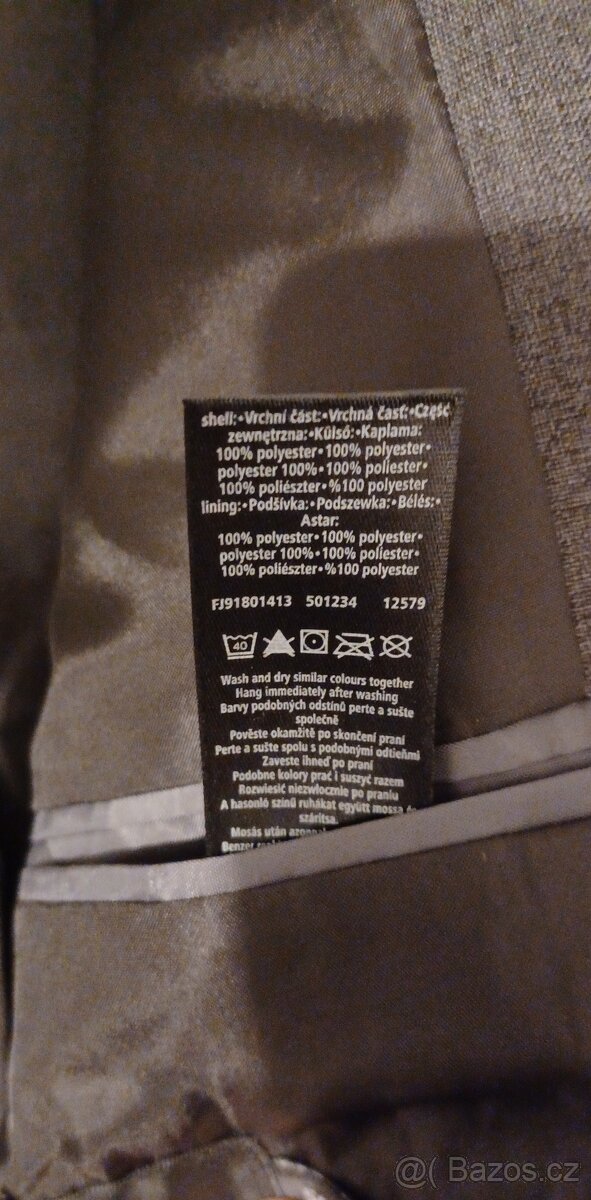 shell:•Vrchní část:•Vrchná časť:•Część
zewnętrzna:•Külső:•Kaplama:
100% polyester•100% polyester•
polyester 100%•100% poliester•
100% poliészter•%100 polyester
lining:•Podšívka:•Podszewka:•Bélés:•
Astar:
100% polyester•100% polyester•
polyester 100%•100% poliester•
100% poliészter•%100 polyester
FJ91801413 501234 12579
40
Wash and dry similar colours together
Hang immediately after washing
Barvy podobných odstínů perte a sušte
společně
Pověste okamžitě po skončení praní
Perte a sušte spolu s podobnými odtieňmi
Zaveste ihneď po praní
Podobne kolory prać i suszyć razem
Rozwiesić niezwłocznie po praniu
A hasonló színű ruhákat együtt mossa és
szárítsa.
Mosás után
Benzer
@( Bazos.cz